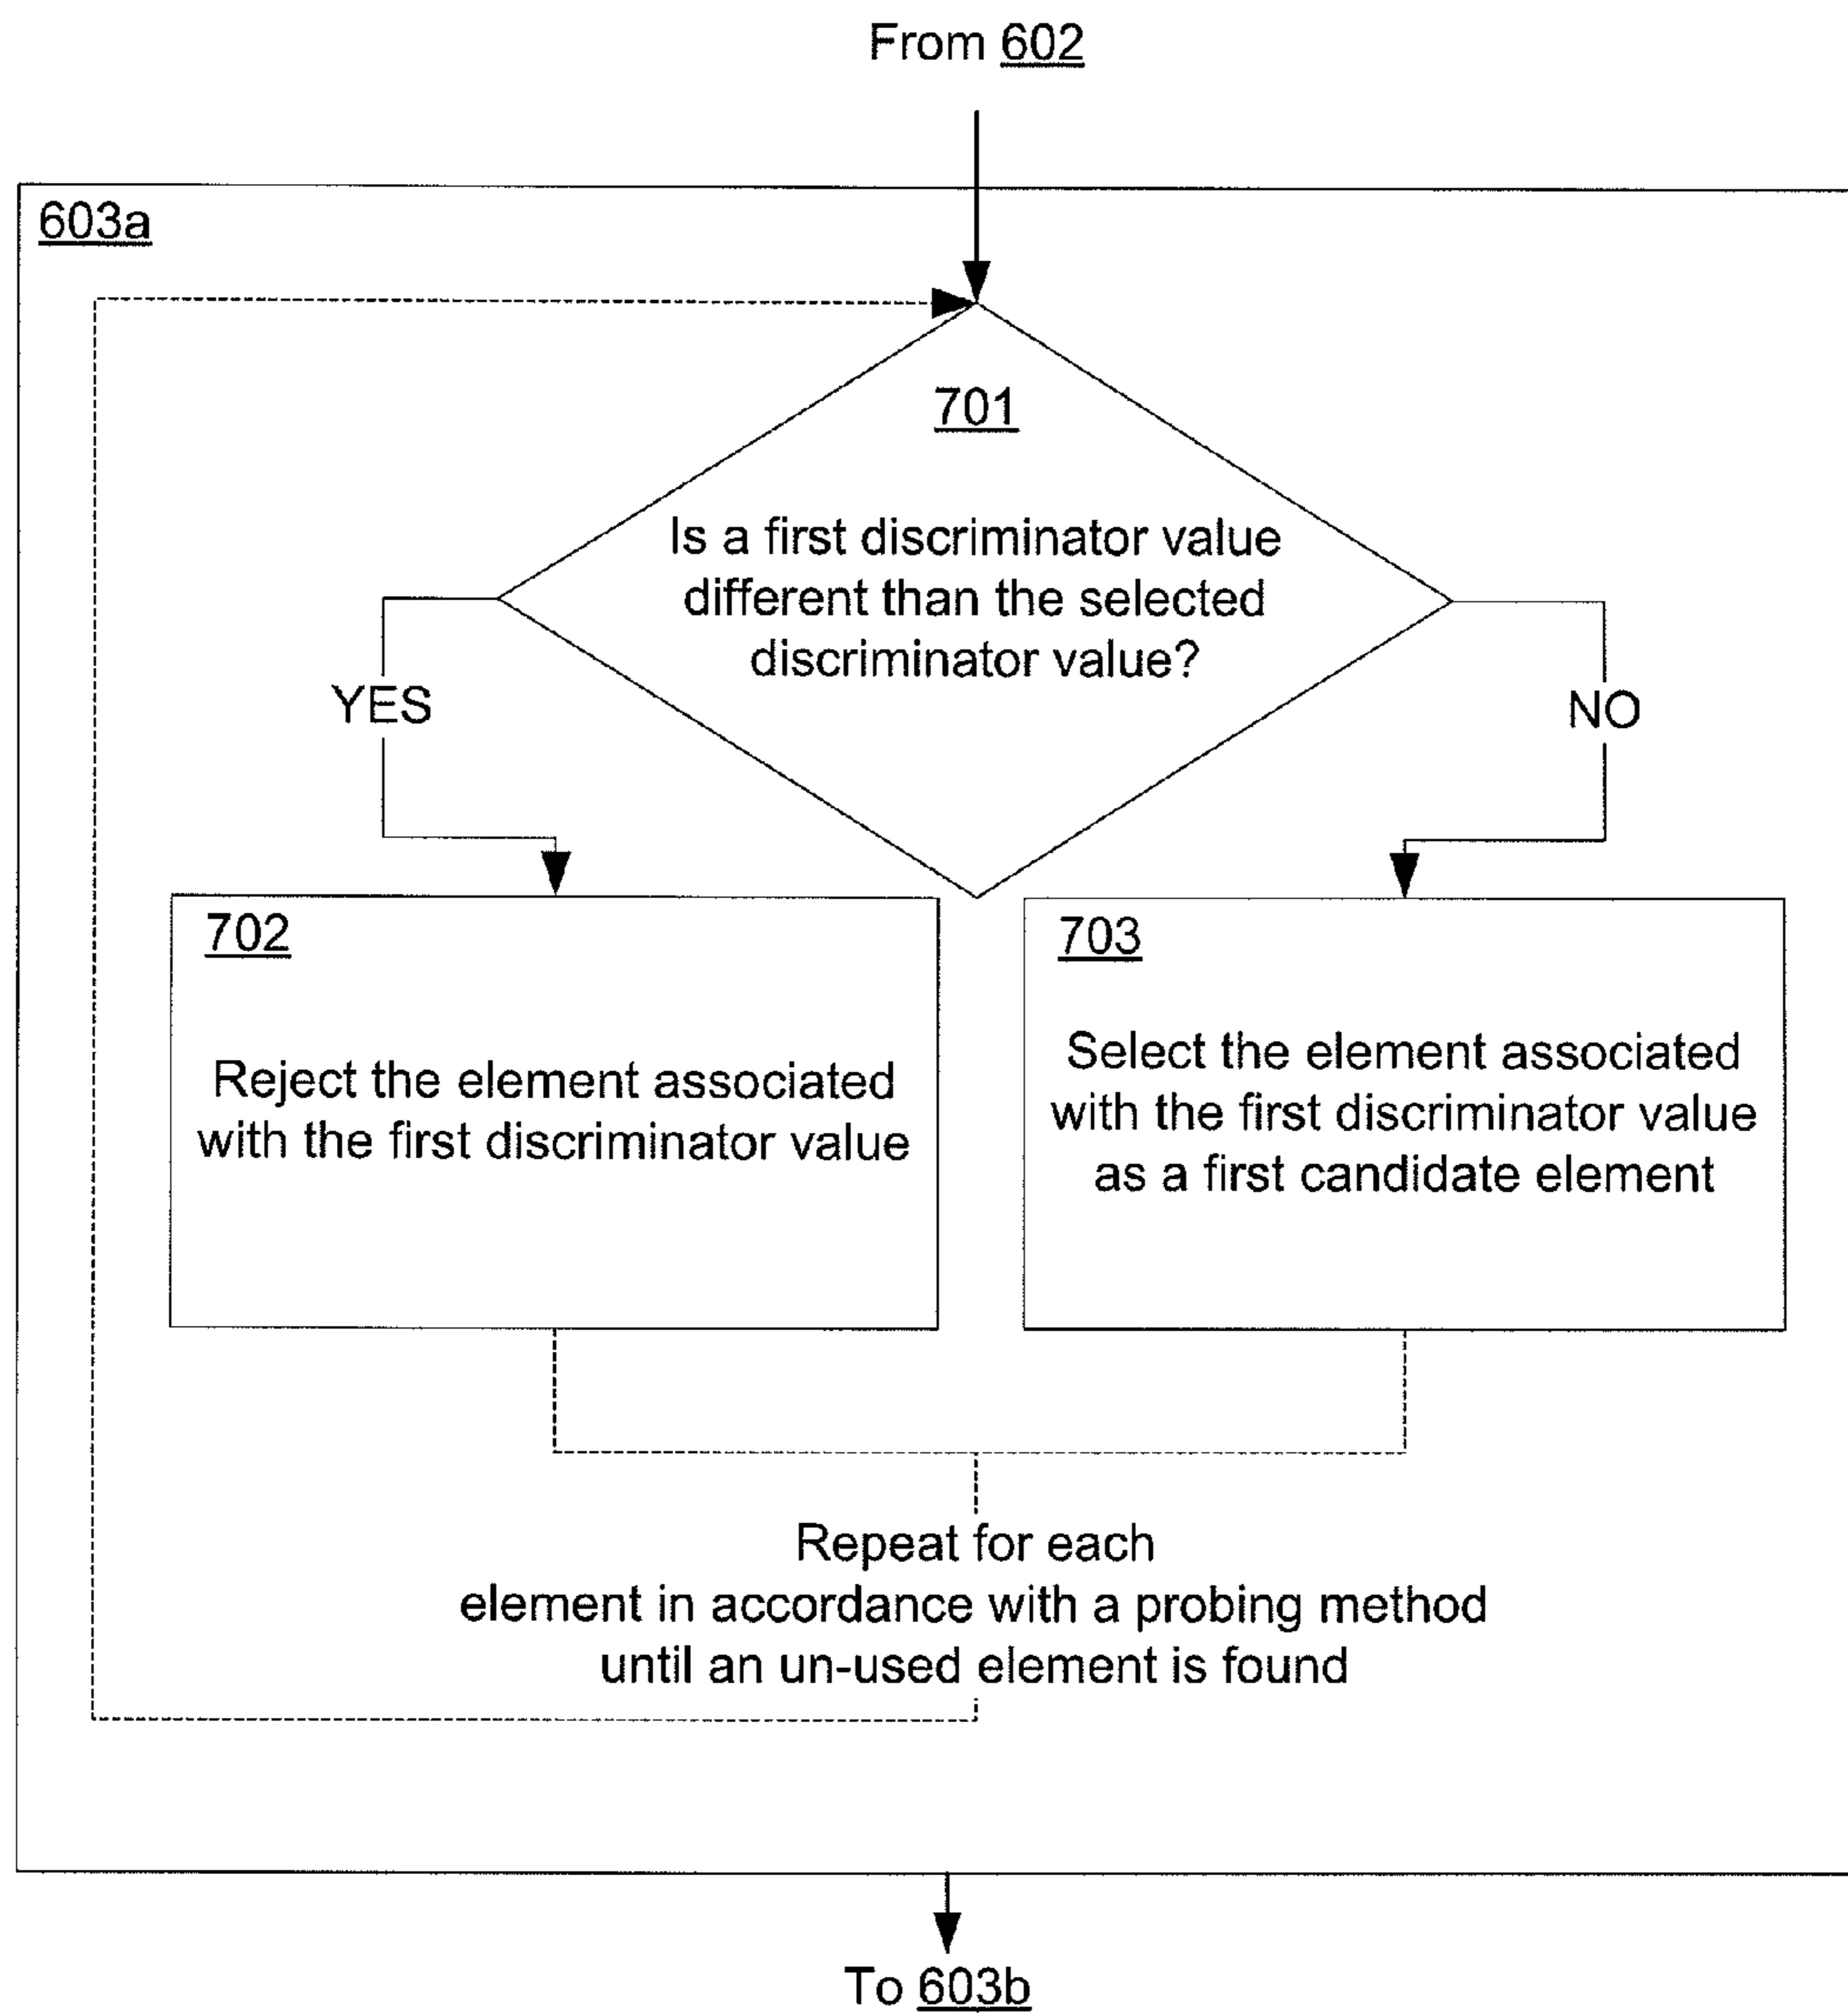 From 602
603a
701
Is a first discriminator value
different than the selected
discriminator value?
YES
NO
702
Reject the element associated
with the first discriminator value
703
Select the element associated
with the first discriminator value
as a first candidate element
Repeat for each
element in accordance with a probing method
until an un-used element is found
To 603b